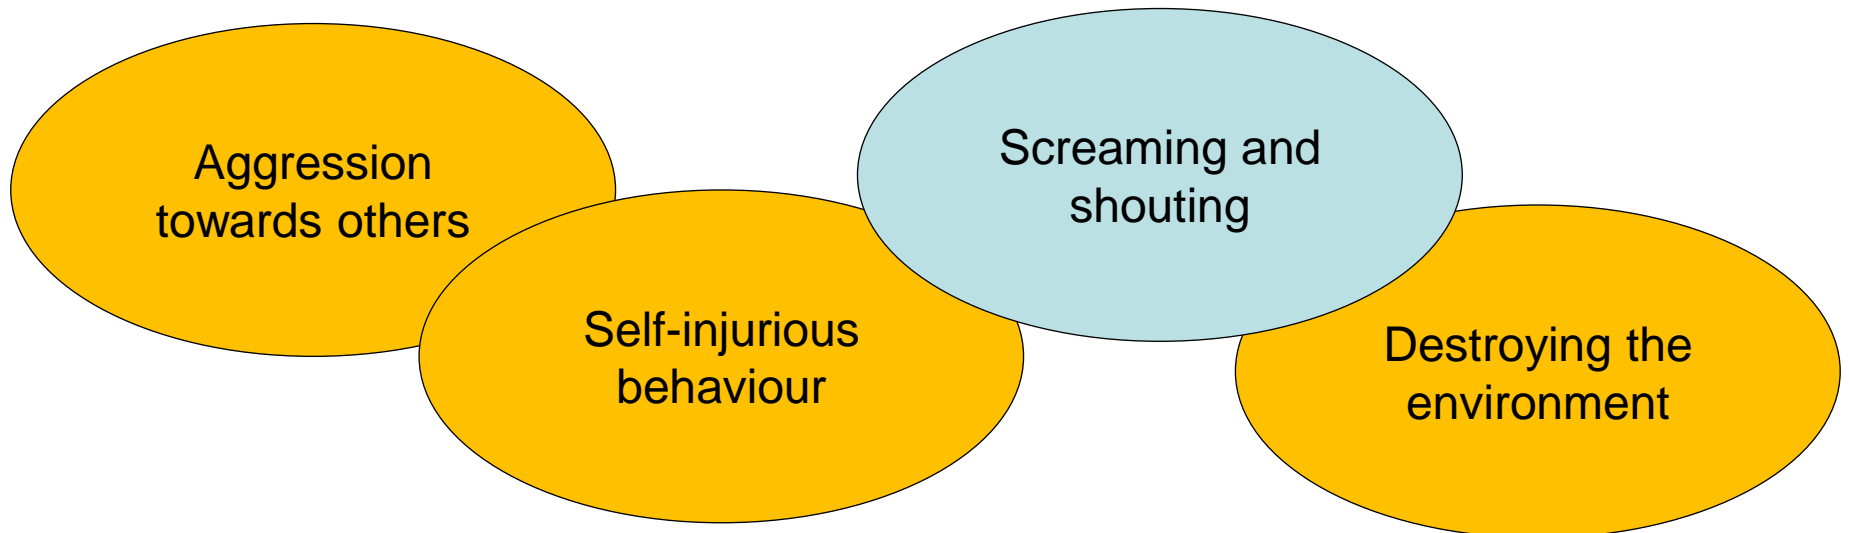 Aggression
towards others
Self-injurious
behaviour
Screaming and
shouting
Destroying the
environment